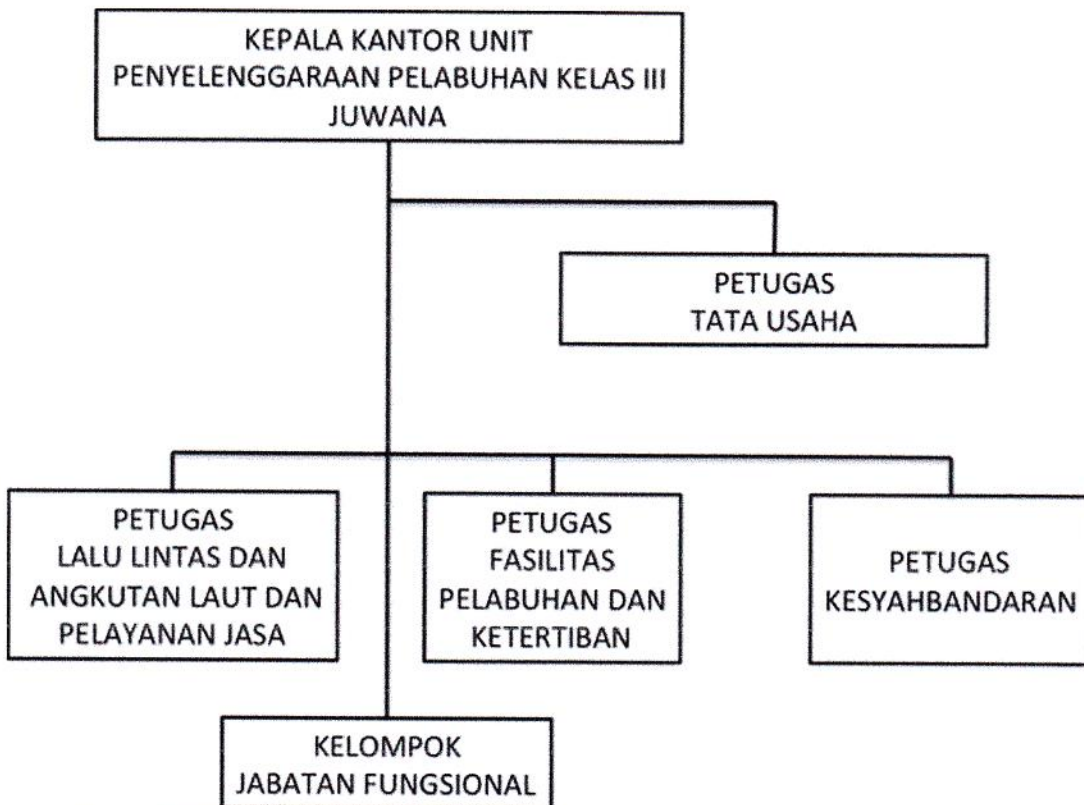 KEPALA KANTOR UNIT
PENYELENGGARAAN PELABUHAN KELAS III
JUWANA
PETUGAS
TATA USAHA
PETUGAS
LALU LINTAS DAN
ANGKUTAN LAUT DAN
PELAYANAN JASA
PETUGAS
FASILITAS
PELABUHAN DAN
KETERTIBAN
PETUGAS
KESYAHBANDARAN
KELOMPOK
JABATAN FUNGSIONAL